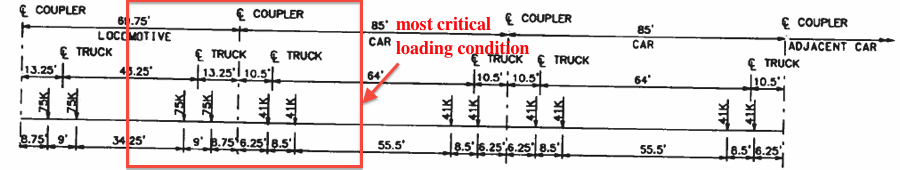 ℄ COUPLER ℄ COUPLER ℄ COUPLER ℄ COUPLER
69.75' 85' 85'
LOCOMOTIVE CAR CAR ADJACENT CAR
most critical
loading condition
℄ TRUCK ℄ TRUCK ℄ TRUCK ℄ TRUCK ℄ TRUCK ℄ TRUCK
13.25' 43.25' 13.25' 10.5' 64' 10.5' 10.5' 64' 10.5'
75K 75K 75K 75K 41K 41K 41K 41K 41K 41K 41K 41K
8.75' 9' 34.25' 9' 8.75' 6.25' 8.5' 55.5' 8.5' 6.25' 6.25' 8.5' 55.5' 8.5' 6.25'